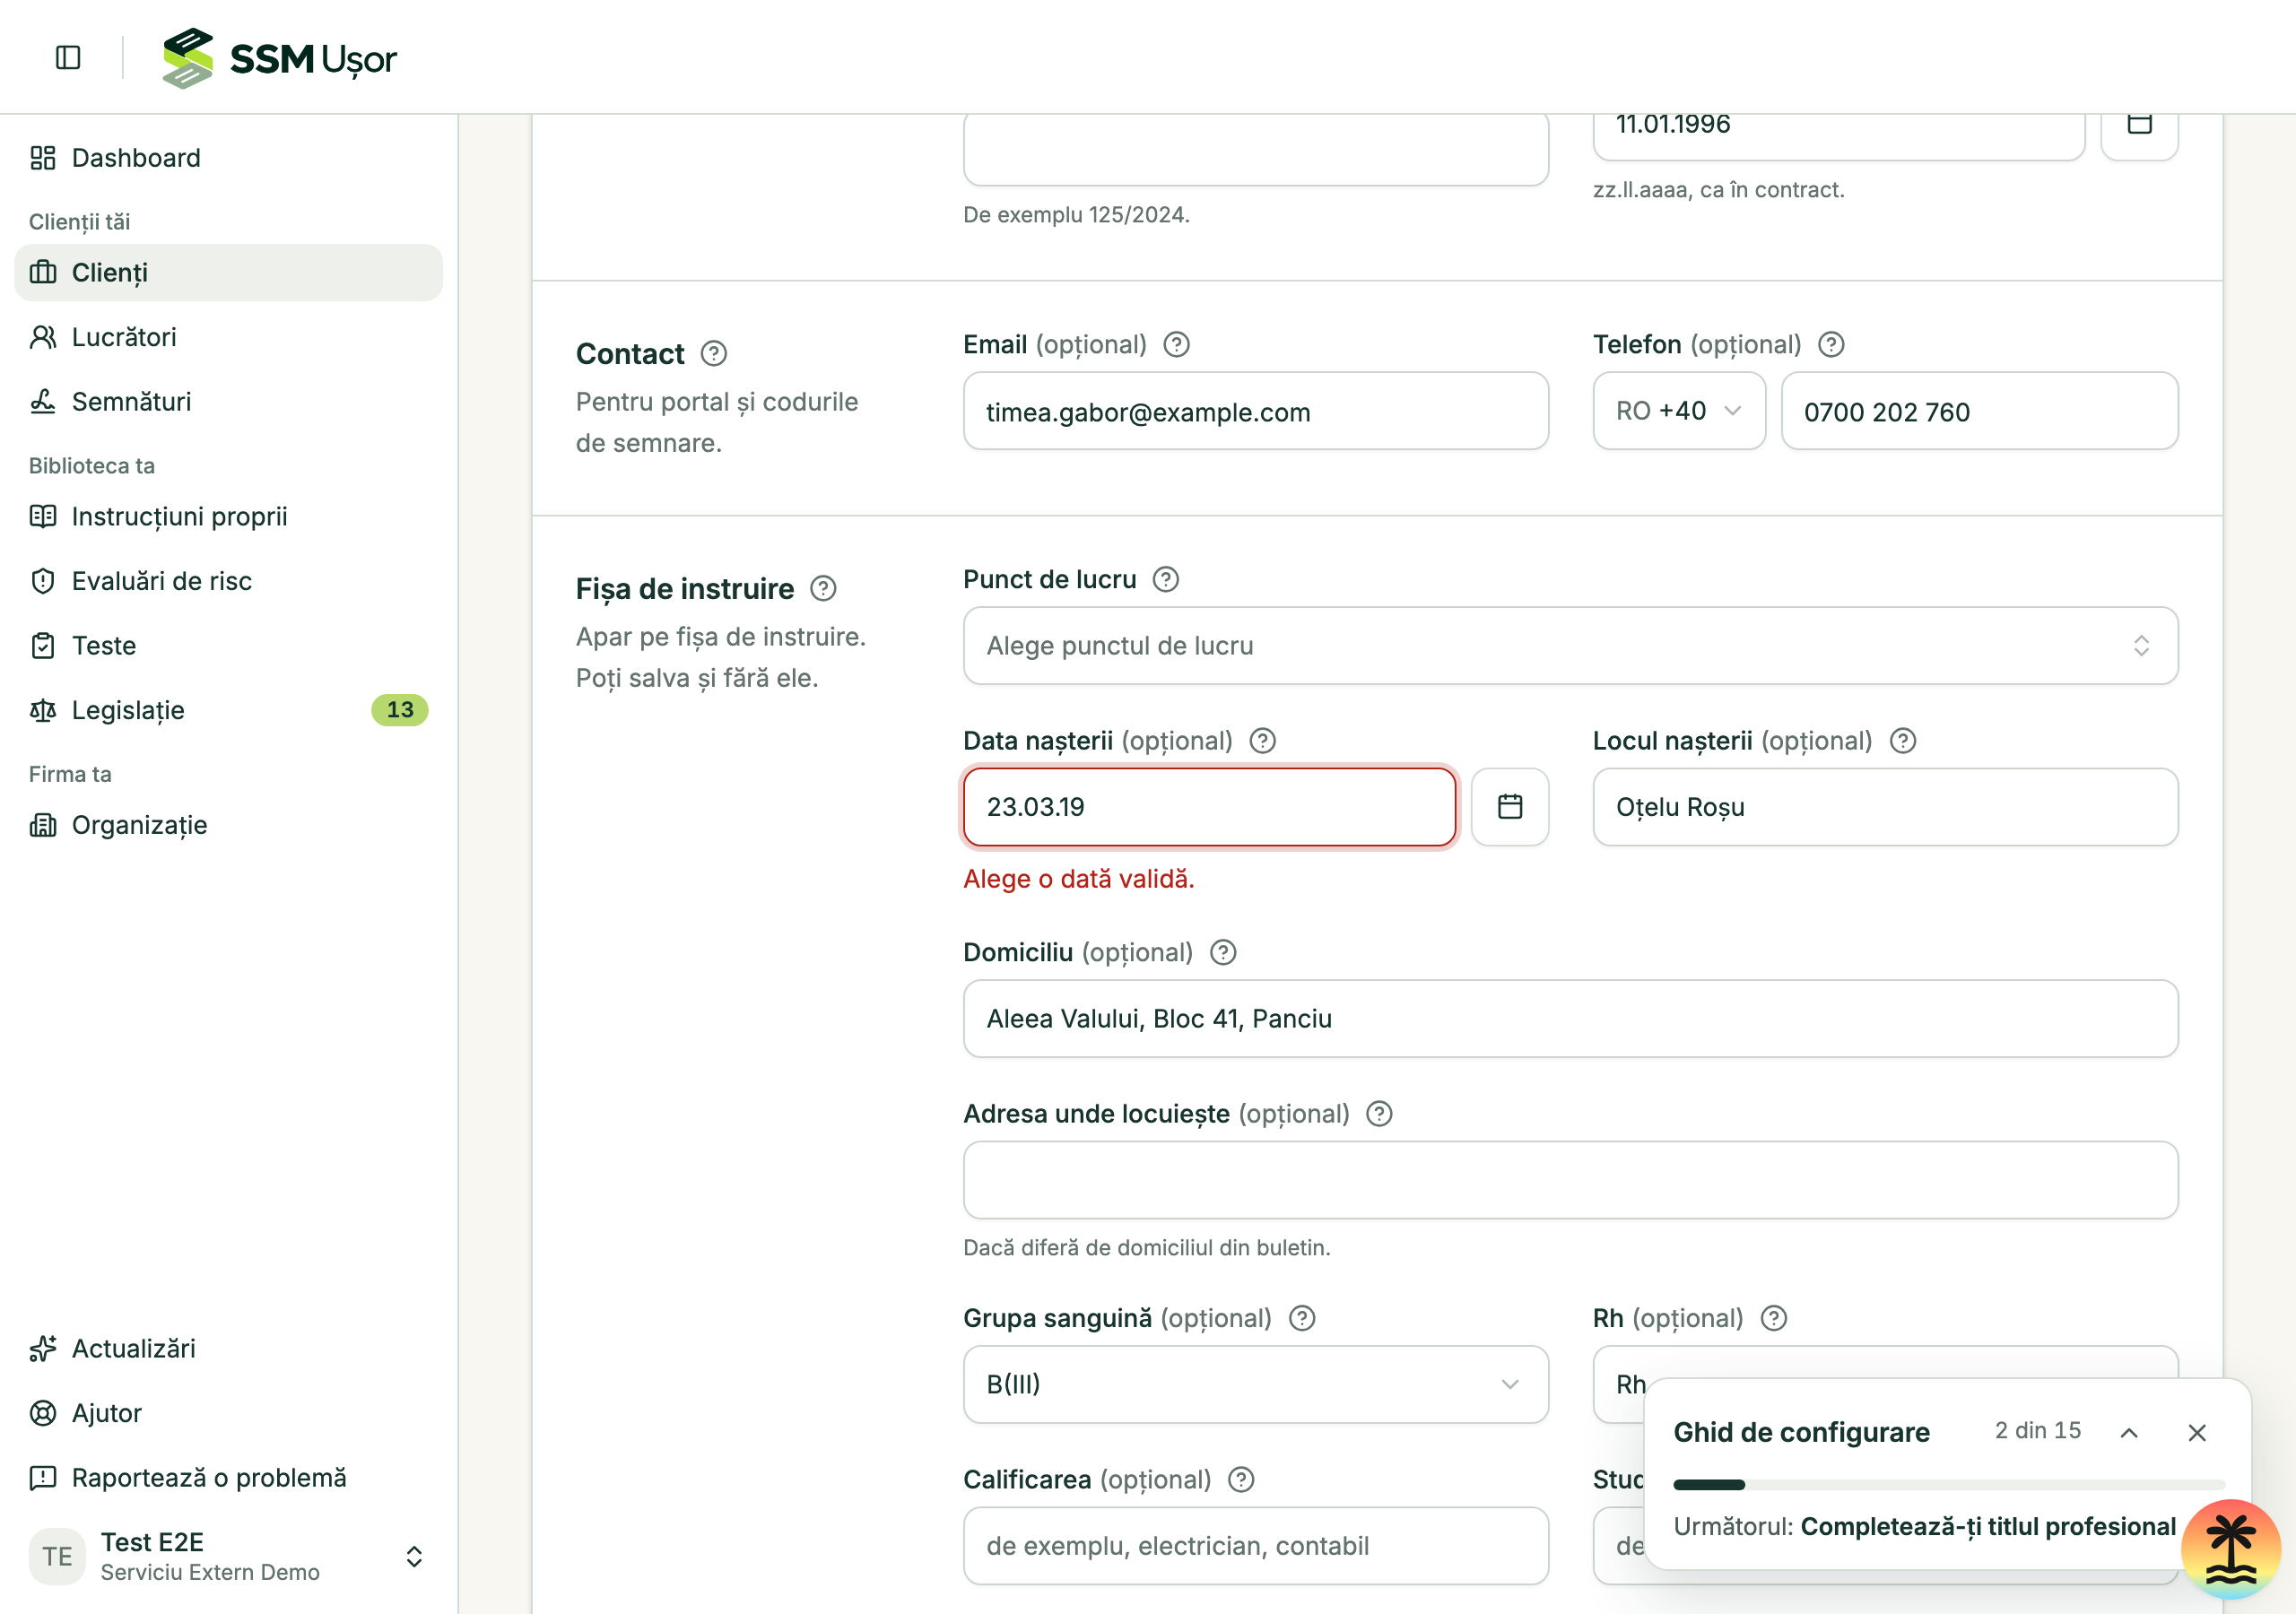 SSM Ușor
Dashboard
Clienții tăi
Clienți
Lucrători
Semnături
Biblioteca ta
Instrucțiuni proprii
Evaluări de risc
Teste
Legislație
13
Firma ta
Organizație
Actualizări
Ajutor
Raportează o problemă
TE
Test E2E
Serviciu Extern Demo
11.01.1996
De exemplu 125/2024.
zz.ll.aaaa, ca în contract.
Contact
Pentru portal și codurile
de semnare.
Email (opțional)
timea.gabor@example.com
Telefon (opțional)
RO +40
0700 202 760
Fișa de instruire
Apar pe fișa de instruire.
Poți salva și fără ele.
Punct de lucru
Alege punctul de lucru
Data nașterii (opțional)
23.03.19
Alege o dată validă.
Locul nașterii (opțional)
Oțelu Roșu
Domiciliu (opțional)
Aleea Valului, Bloc 41, Panciu
Adresa unde locuiește (opțional)
Dacă diferă de domiciliul din buletin.
Grupa sanguină (opțional)
B(III)
Rh (opțional)
Rh
Calificarea (opțional)
de exemplu, electrician, contabil
Ghid de configurare
2 din 15
Următorul: Completează-ți titlul profesional